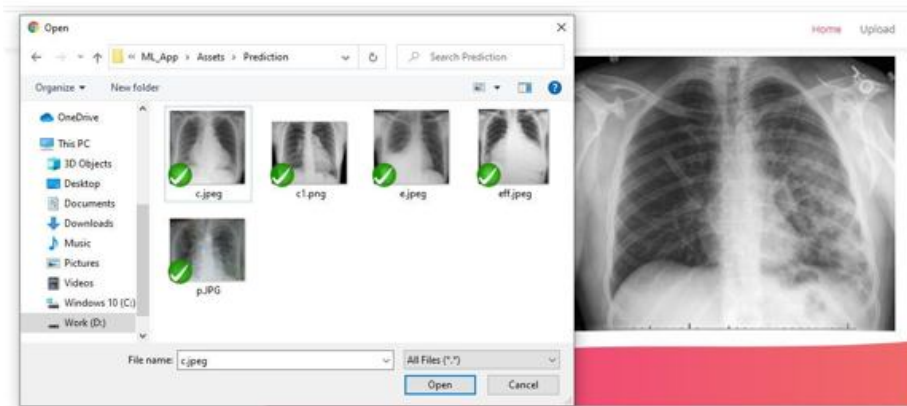 Open
Home Upload
« ML_App › Assets › Prediction
Search Prediction
Organize New folder
OneDrive
This PC
3D Objects
Desktop
Documents
Downloads
Music
Pictures
Videos
Windows 10 (C:)
Work (D:)
c.jpeg
c1.png
e.jpeg
eff.jpeg
p.JPG
File name: c.jpeg
All Files (*.*)
Open Cancel